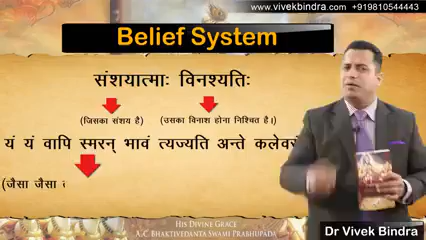 www.vivekbindra.com +919810544443
Belief System
संशयात्माः विनश्यतिः
(जिसका संशय है) (उसका विनाश होना निश्चित है।)
यं यं वापि स्मरन् भावं त्यज्यति अन्ते
(जैसा जैसा
HIS DIVINE GRACE
A.C. BHAKTIVEDANTA SWAMI PRABHUPADA
Dr Vivek Bindra